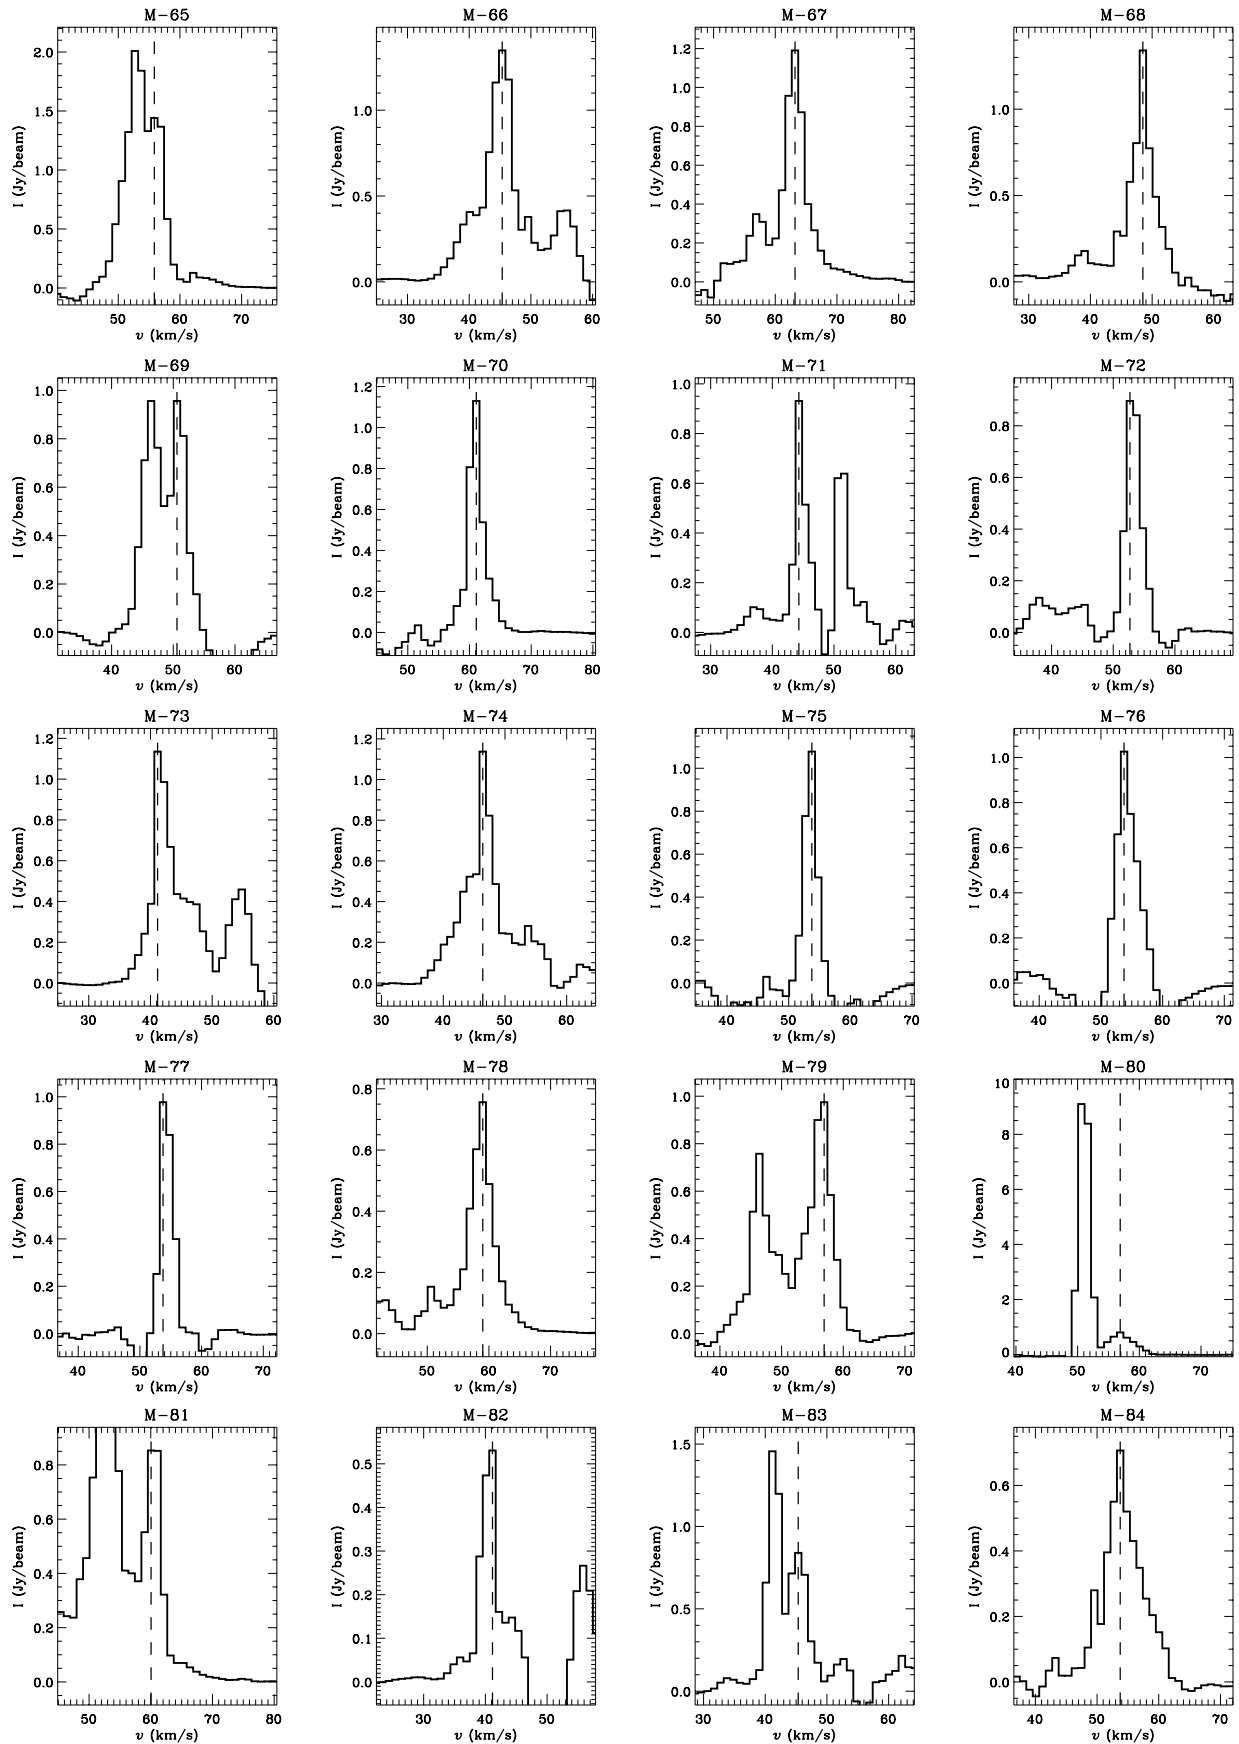 M-65 M-66 M-67 M-68
2.0 1.5 1.0 0.5 0.0 I (Jy/beam) 1.0 0.5 0.0 I (Jy/beam) 1.2 1.0 0.8 0.6 0.4 0.2 0.0 I (Jy/beam) 1.0 0.5 0.0 I (Jy/beam)
50 60 70 30 40 50 60 50 60 70 80 30 40 50 60
v (km/s) v (km/s) v (km/s) v (km/s)
M-69 M-70 M-71 M-72
1.0 0.8 0.6 0.4 0.2 0.0 I (Jy/beam) 1.2 1.0 0.8 0.6 0.4 0.2 0.0 I (Jy/beam) 1.0 0.8 0.6 0.4 0.2 0.0 I (Jy/beam) 0.8 0.6 0.4 0.2 0.0 I (Jy/beam)
40 50 60 50 60 70 80 30 40 50 60 40 50 60
v (km/s) v (km/s) v (km/s) v (km/s)
M-73 M-74 M-75 M-76
1.2 1.0 0.8 0.6 0.4 0.2 0.0 I (Jy/beam) 1.2 1.0 0.8 0.6 0.4 0.2 0.0 I (Jy/beam) 1.0 0.8 0.6 0.4 0.2 0.0 I (Jy/beam) 1.0 0.8 0.6 0.4 0.2 0.0 I (Jy/beam)
30 40 50 60 30 40 50 60 40 50 60 70 40 50 60 70
v (km/s) v (km/s) v (km/s) v (km/s)
M-77 M-78 M-79 M-80
1.0 0.8 0.6 0.4 0.2 0.0 I (Jy/beam) 0.8 0.6 0.4 0.2 0.0 I (Jy/beam) 1.0 0.8 0.6 0.4 0.2 0.0 I (Jy/beam) 10 8 6 4 2 0 I (Jy/beam)
40 50 60 70 50 60 70 40 50 60 70 40 50 60 70
v (km/s) v (km/s) v (km/s) v (km/s)
M-81 M-82 M-83 M-84
0.8 0.6 0.4 0.2 0.0 I (Jy/beam) 0.5 0.4 0.3 0.2 0.1 0.0 I (Jy/beam) 1.5 1.0 0.5 0.0 I (Jy/beam) 0.6 0.4 0.2 0.0 I (Jy/beam)
50 60 70 80 30 40 50 30 40 50 60 40 50 60 70
v (km/s) v (km/s) v (km/s) v (km/s)